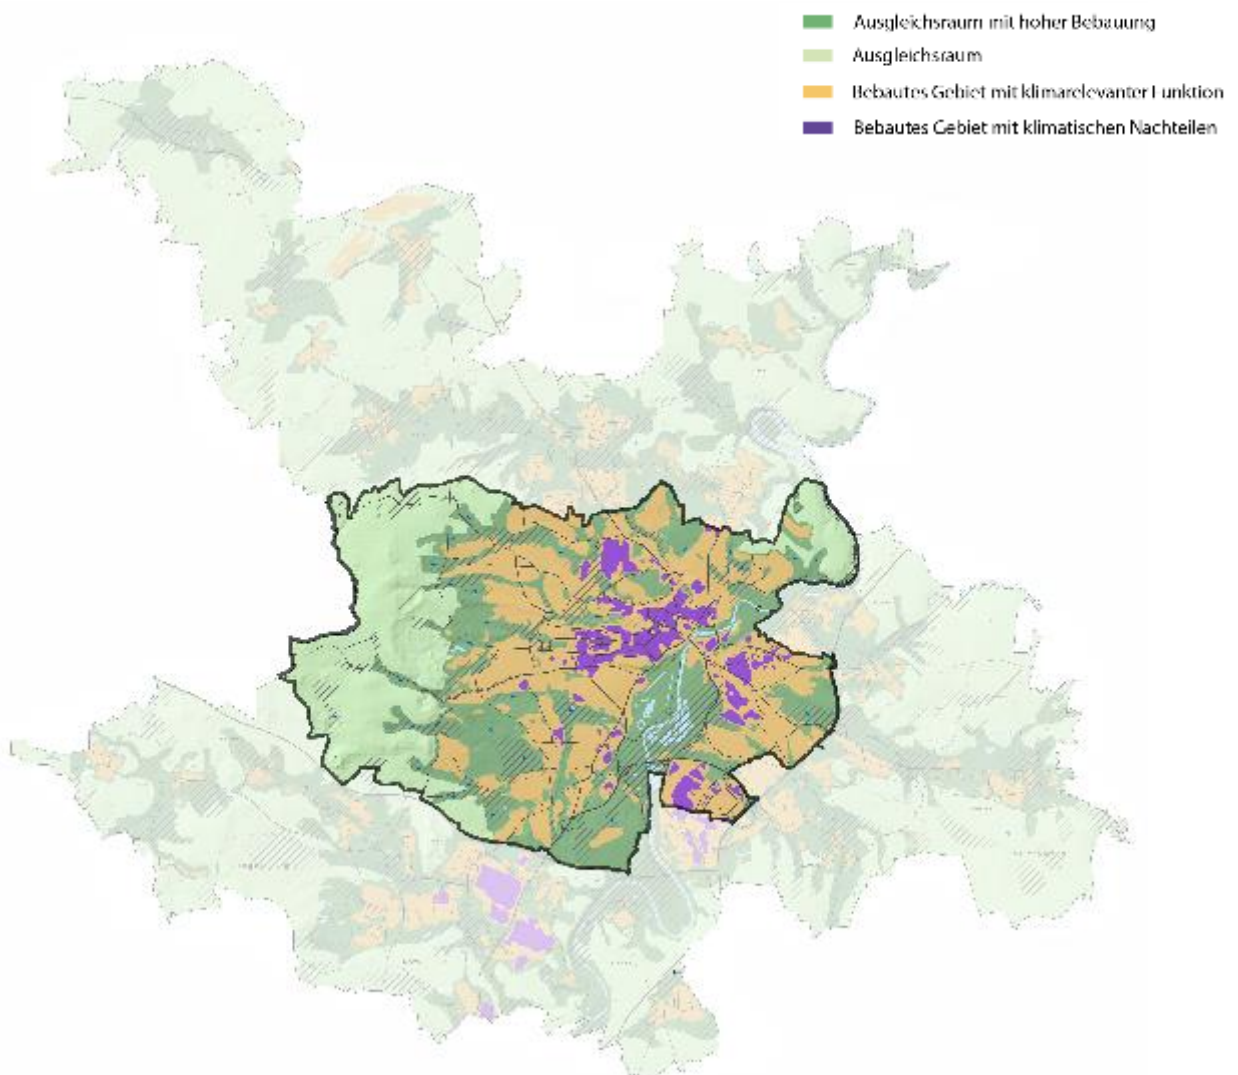 Ausgleichsraum mit hoher Bebauung
Ausgleichsraum
Bebautes Gebiet mit klimarelevanter Funktion
Bebautes Gebiet mit klimatischen Nachteilen